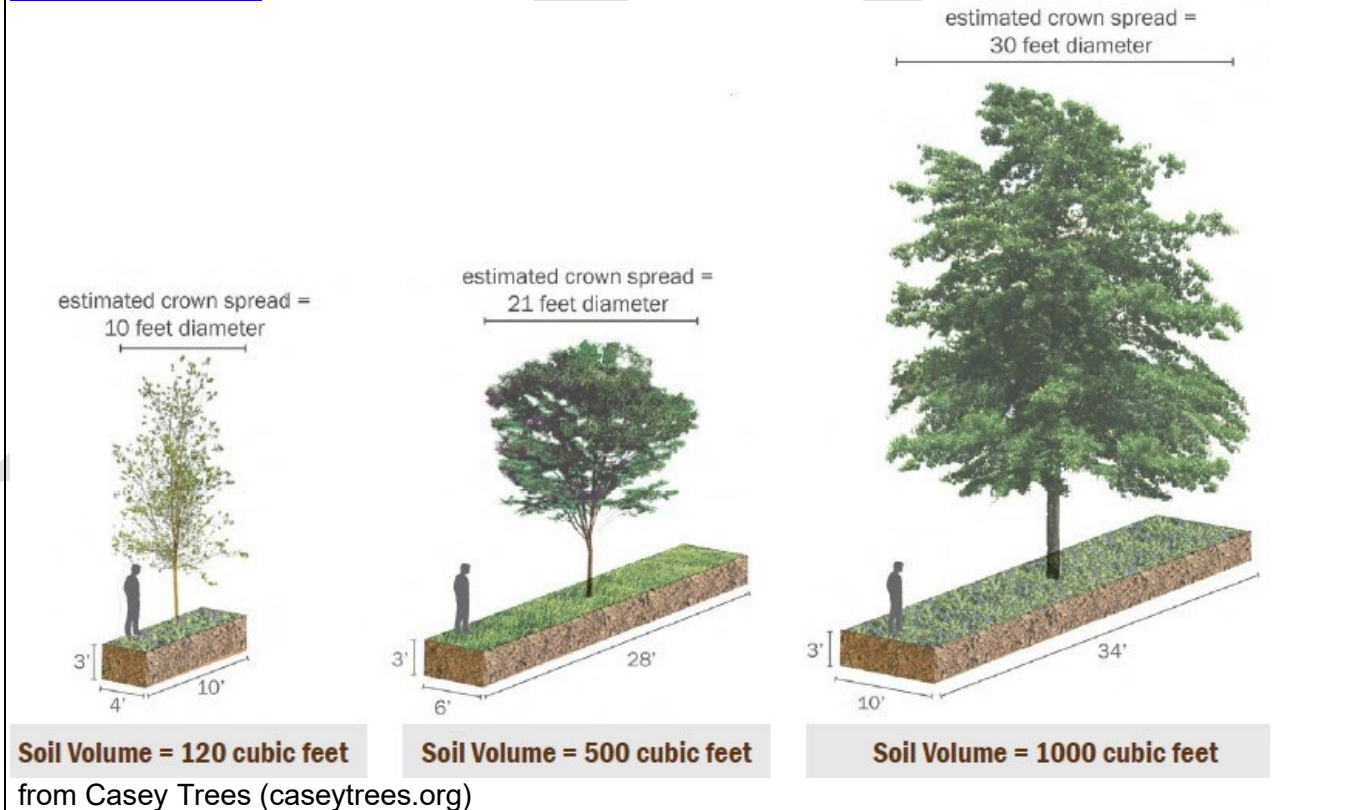 estimated crown spread =
10 feet diameter
3'
4'
10'
Soil Volume = 120 cubic feet
estimated crown spread =
21 feet diameter
3'
6'
28'
Soil Volume = 500 cubic feet
estimated crown spread =
30 feet diameter
3'
10'
34'
Soil Volume = 1000 cubic feet
from Casey Trees (caseytrees.org)